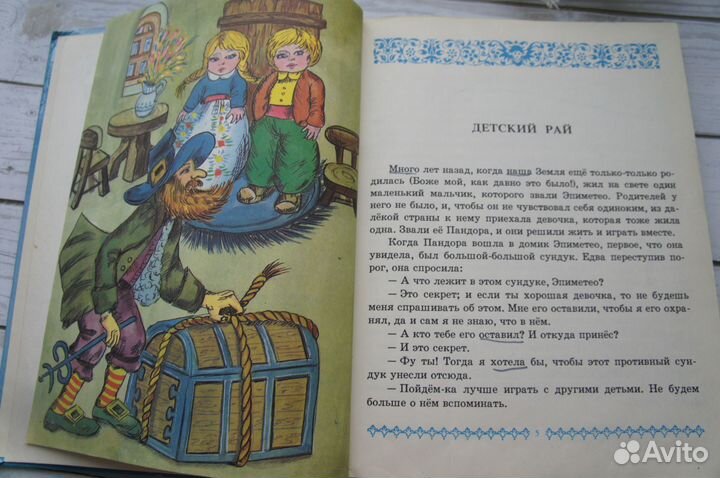 ДЕТСКИЙ РАЙ
Много лет назад, когда наша Земля ещё только-только ро-
дилась (Боже мой, как давно это было!), жил на свете один
маленький мальчик, которого звали Эпиметео. Родителей у
него не было, и, чтобы он не чувствовал себя одиноким, из да-
лёкой страны к нему приехала девочка, которая тоже жила
одна. Звали её Пандора, и они решили жить и играть вместе.
Когда Пандора вошла в домик Эпиметео, первое, что она
увидела, был большой-большой сундук. Едва переступив по-
рог, она спросила:
— А что лежит в этом сундуке, Эпиметео?
— Это секрет; и если ты хорошая девочка, то не будешь
меня спрашивать об этом. Мне его оставили, чтобы я его ох-
ранял, да и сам я не знаю, что в нём.
— А кто тебе его оставил? И откуда принёс?
— И это секрет.
— Фу ты! Тогда я хотела бы, чтобы этот противный сун-
дук унесли отсюда.
— Пойдём-ка лучше играть с другими детьми. Не будем
больше о нём вспоминать.
5
Avito